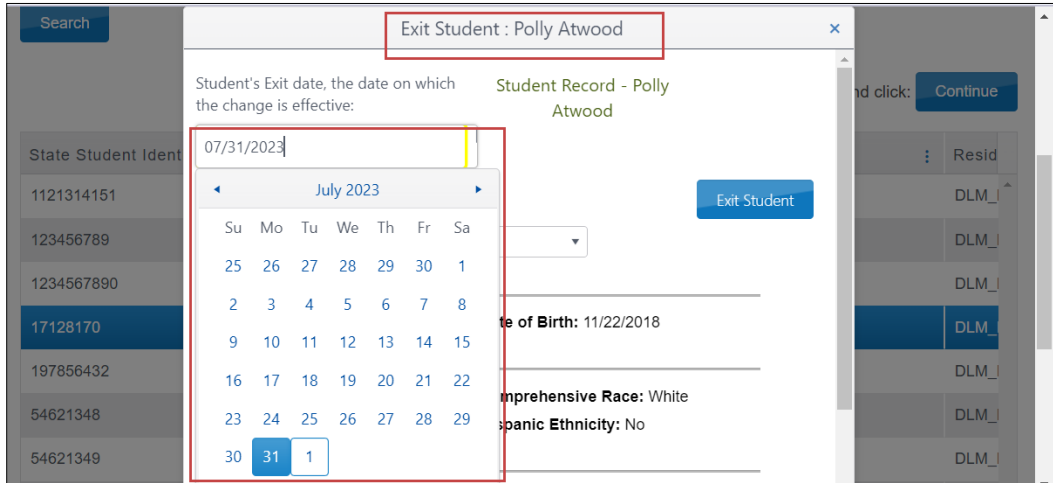 Search
Exit Student : Polly Atwood
×
Student's Exit date, the date on which
the change is effective:
Student Record - Polly
Atwood
nd click:
Continue
07/31/2023
State Student Ident
Resid
July 2023
Exit Student
Su Mo Tu We Th Fr Sa
25 26 27 28 29 30 1
2 3 4 5 6 7 8
9 10 11 12 13 14 15
16 17 18 19 20 21 22
23 24 25 26 27 28 29
30 31 1
1121314151
DLM_
123456789
DLM_
1234567890
DLM_
17128170
te of Birth: 11/22/2018
DLM_
197856432
DLM_
mprehensive Race: White
54621348
spanic Ethnicity: No
DLM_
54621349
DLM_